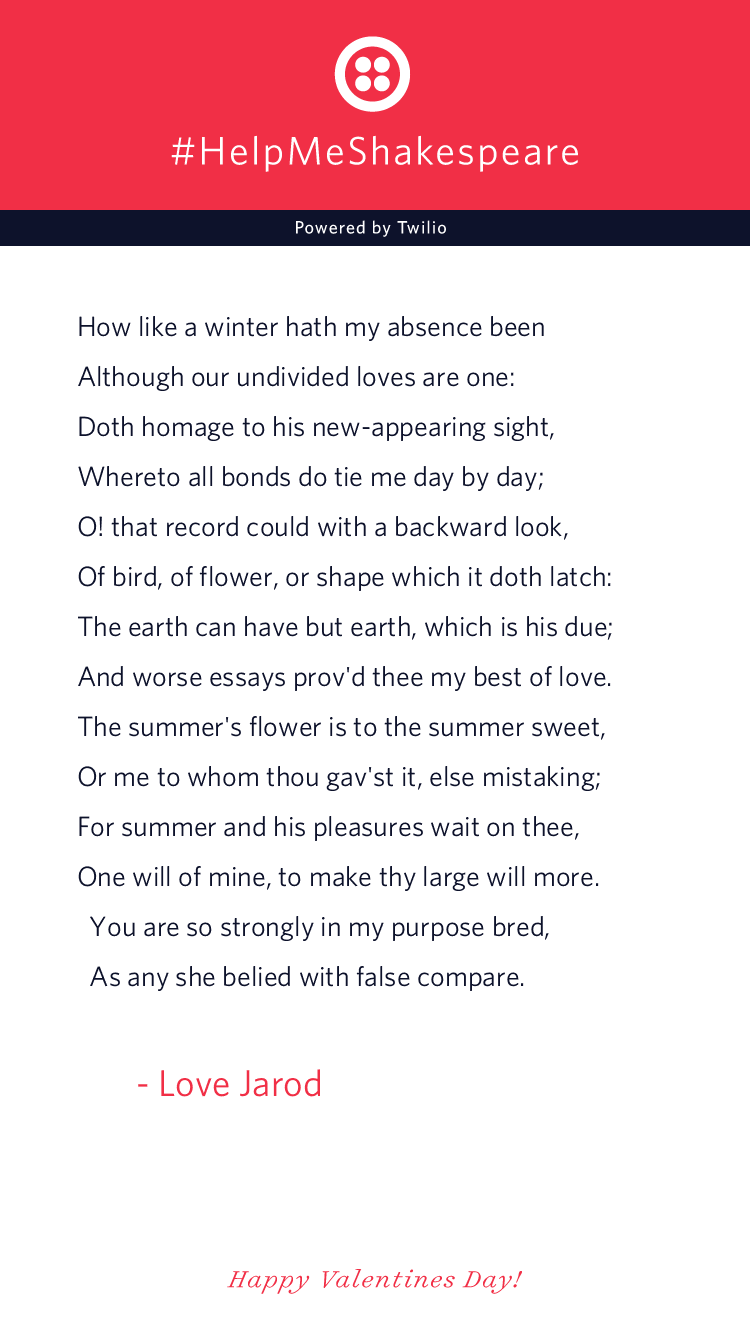 #HelpMeShakespeare
Powered by Twilio
How like a winter hath my absence been
Although our undivided loves are one:
Doth homage to his new-appearing sight,
Whereto all bonds do tie me day by day;
O! that record could with a backward look,
Of bird, of flower, or shape which it doth latch:
The earth can have but earth, which is his due;
And worse essays prov'd thee my best of love.
The summer's flower is to the summer sweet,
Or me to whom thou gav'st it, else mistaking;
For summer and his pleasures wait on thee,
One will of mine, to make thy large will more.
You are so strongly in my purpose bred,
As any she belied with false compare.
- Love Jarod
Happy Valentines Day!